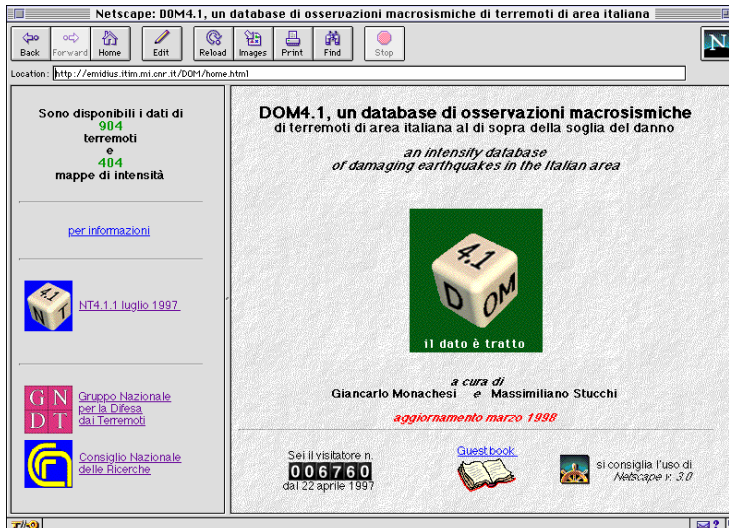 Netscape: DOM4.1, un database di osservazioni macrosismiche di terremoti di area italiana
Back Forward Home Edit Reload Images Print Find Stop
N
Location: http://emidius.itim.mi.cnr.it/DOM/home.html
Sono disponibili i dati di
904
terremoti
e
404
mappe di intensità
per informazioni
4.1
N T
NT4.1.1 luglio 1997
G N
D T
Gruppo Nazionale
per la Difesa
dai Terremoti
Consiglio Nazionale
delle Ricerche
DOM4.1, un database di osservazioni macrosismiche
di terremoti di area italiana al di sopra della soglia del danno
an intensity database
of damaging earthquakes in the Italian area
4.1
D OM
il dato è tratto
a cura di
Giancarlo Monachesi e Massimiliano Stucchi
aggiornamento marzo 1998
Sei il visitatore n.
006760
dal 22 aprile 1997
Guest book
si consiglia l'uso di
Netscape v. 3.0